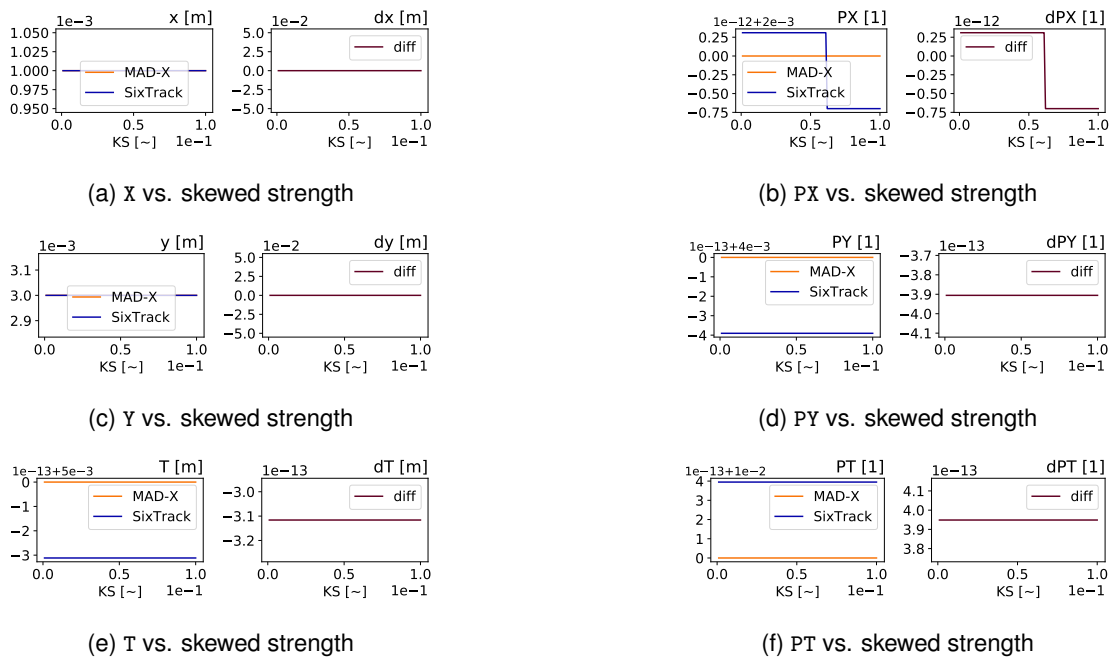 x [m]
1e−3
1.050
1.025
1.000
0.975
0.950
MAD-X
SixTrack
0.0
0.5
1.0
KS [~]
1e−1
dx [m]
1e−2
5.0
2.5
0.0
−2.5
−5.0
diff
0.0
0.5
1.0
KS [~]
1e−1
(a) X vs. skewed strength
PX [1]
1e−12+2e−3
0.25
0.00
−0.25
−0.50
−0.75
MAD-X
SixTrack
0.0
0.5
1.0
KS [~]
1e−1
dPX [1]
1e−12
0.25
0.00
−0.25
−0.50
−0.75
diff
0.0
0.5
1.0
KS [~]
1e−1
(b) PX vs. skewed strength
y [m]
1e−3
3.1
3.0
2.9
MAD-X
SixTrack
0.0
0.5
1.0
KS [~]
1e−1
dy [m]
1e−2
5.0
2.5
0.0
−2.5
−5.0
diff
0.0
0.5
1.0
KS [~]
1e−1
(c) Y vs. skewed strength
PY [1]
1e−13+4e−3
0
−1
−2
−3
−4
MAD-X
SixTrack
0.0
0.5
1.0
KS [~]
1e−1
dPY [1]
1e−13
−3.7
−3.8
−3.9
−4.0
−4.1
diff
0.0
0.5
1.0
KS [~]
1e−1
(d) PY vs. skewed strength
T [m]
1e−13+5e−3
0
−1
−2
−3
MAD-X
SixTrack
0.0
0.5
1.0
KS [~]
1e−1
dT [m]
1e−13
−3.0
−3.1
−3.2
diff
0.0
0.5
1.0
KS [~]
1e−1
(e) T vs. skewed strength
PT [1]
1e−13+1e−2
4
3
2
1
0
MAD-X
SixTrack
0.0
0.5
1.0
KS [~]
1e−1
dPT [1]
1e−13
4.1
4.0
3.9
3.8
diff
0.0
0.5
1.0
KS [~]
1e−1
(f) PT vs. skewed strength